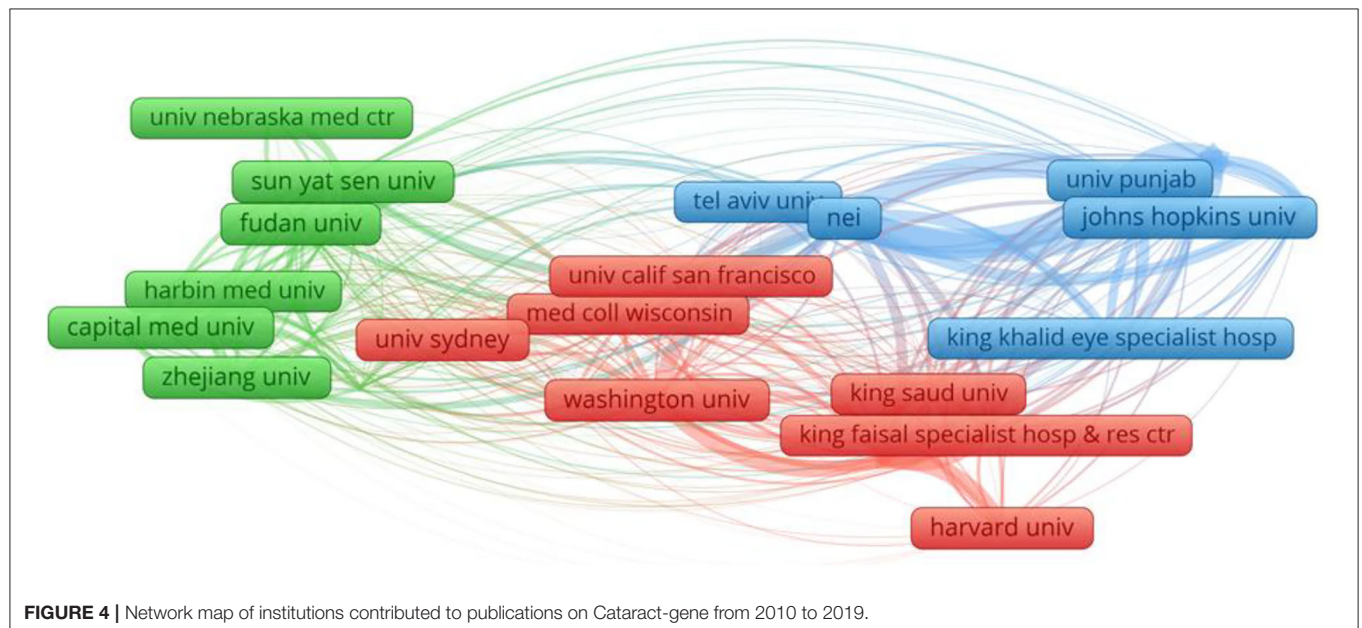 univ nebraska med ctr
sun yat sen univ
fudan univ
harbin med univ
capital med univ
zhejiang univ
tel aviv univ
nei
univ punjab
johns hopkins univ
king khalid eye specialist hosp
univ calif san francisco
med coll wisconsin
univ sydney
washington univ
king saud univ
king faisal specialist hosp & res ctr
harvard univ
FIGURE 4 | Network map of institutions contributed to publications on Cataract-gene from 2010 to 2019.